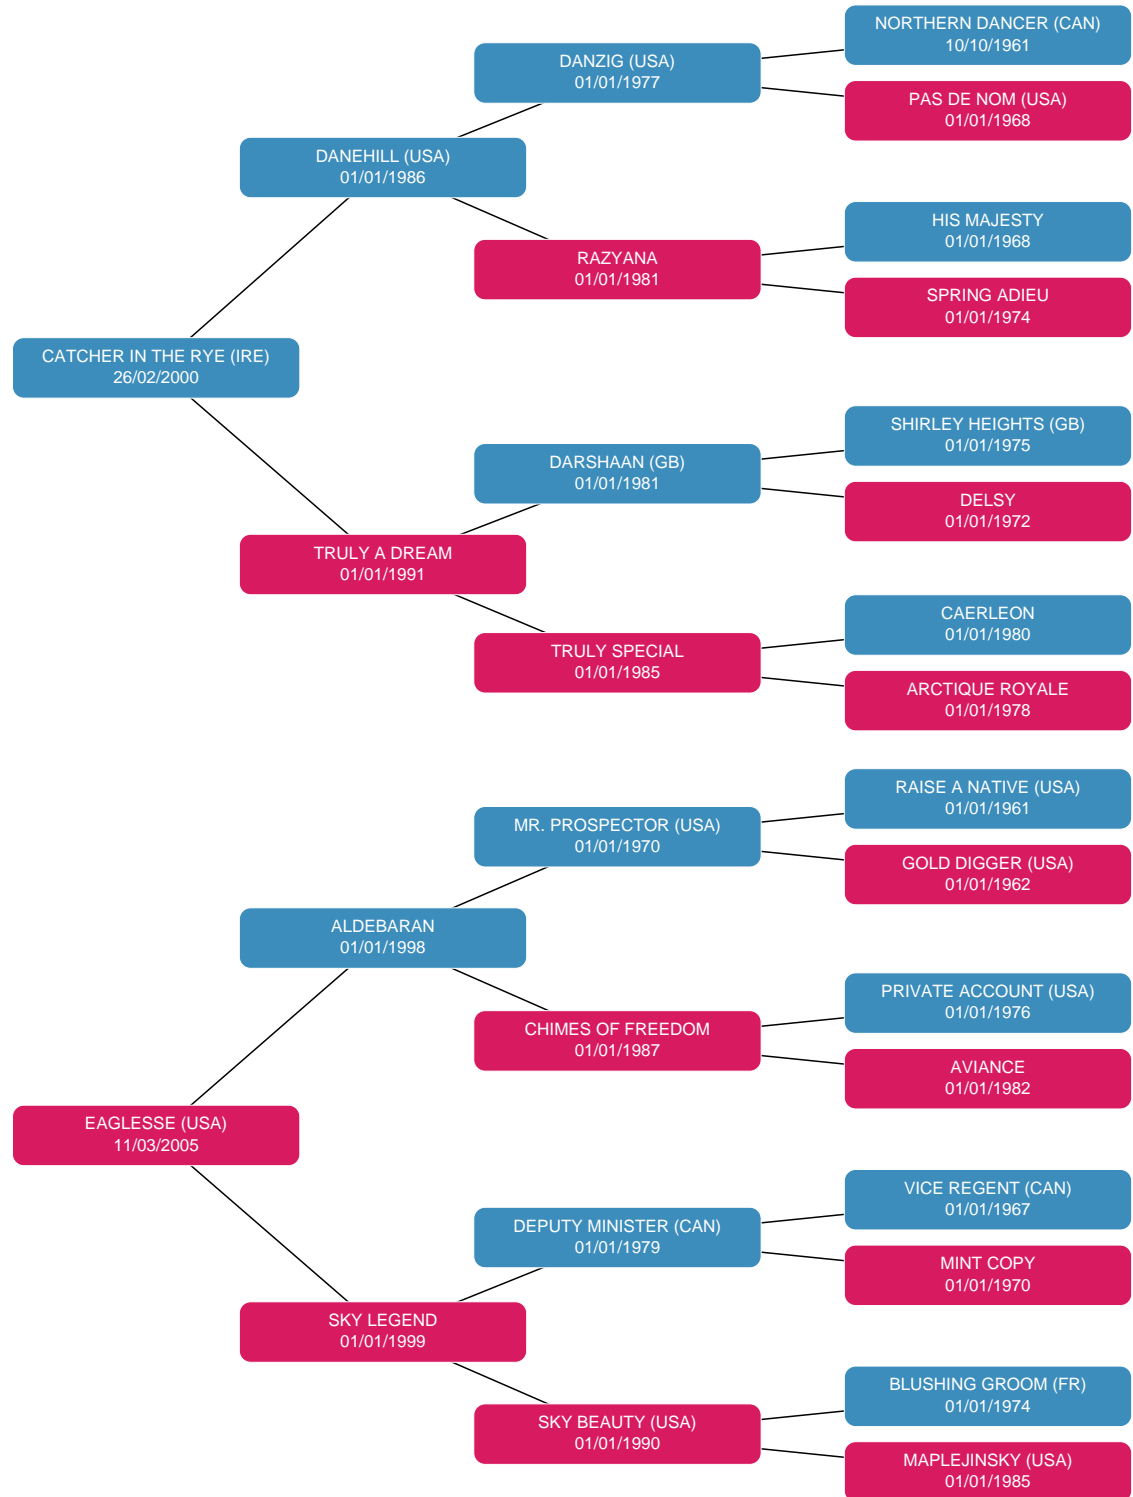 NORTHERN DANCER (CAN)
10/10/1961
DANZIG (USA)
01/01/1977
PAS DE NOM (USA)
01/01/1968
DANEHILL (USA)
01/01/1986
HIS MAJESTY
01/01/1968
RAZYANA
01/01/1981
SPRING ADIEU
01/01/1974
CATCHER IN THE RYE (IRE)
26/02/2000
SHIRLEY HEIGHTS (GB)
01/01/1975
DARSHAAN (GB)
01/01/1981
DELSY
01/01/1972
TRULY A DREAM
01/01/1991
CAERLEON
01/01/1980
TRULY SPECIAL
01/01/1985
ARCTIQUE ROYALE
01/01/1978
RAISE A NATIVE (USA)
01/01/1961
MR. PROSPECTOR (USA)
01/01/1970
GOLD DIGGER (USA)
01/01/1962
ALDEBARAN
01/01/1998
PRIVATE ACCOUNT (USA)
01/01/1976
CHIMES OF FREEDOM
01/01/1987
AVIANCE
01/01/1982
EAGLESSE (USA)
11/03/2005
VICE REGENT (CAN)
01/01/1967
DEPUTY MINISTER (CAN)
01/01/1979
MINT COPY
01/01/1970
SKY LEGEND
01/01/1999
BLUSHING GROOM (FR)
01/01/1974
SKY BEAUTY (USA)
01/01/1990
MAPLEJINSKY (USA)
01/01/1985